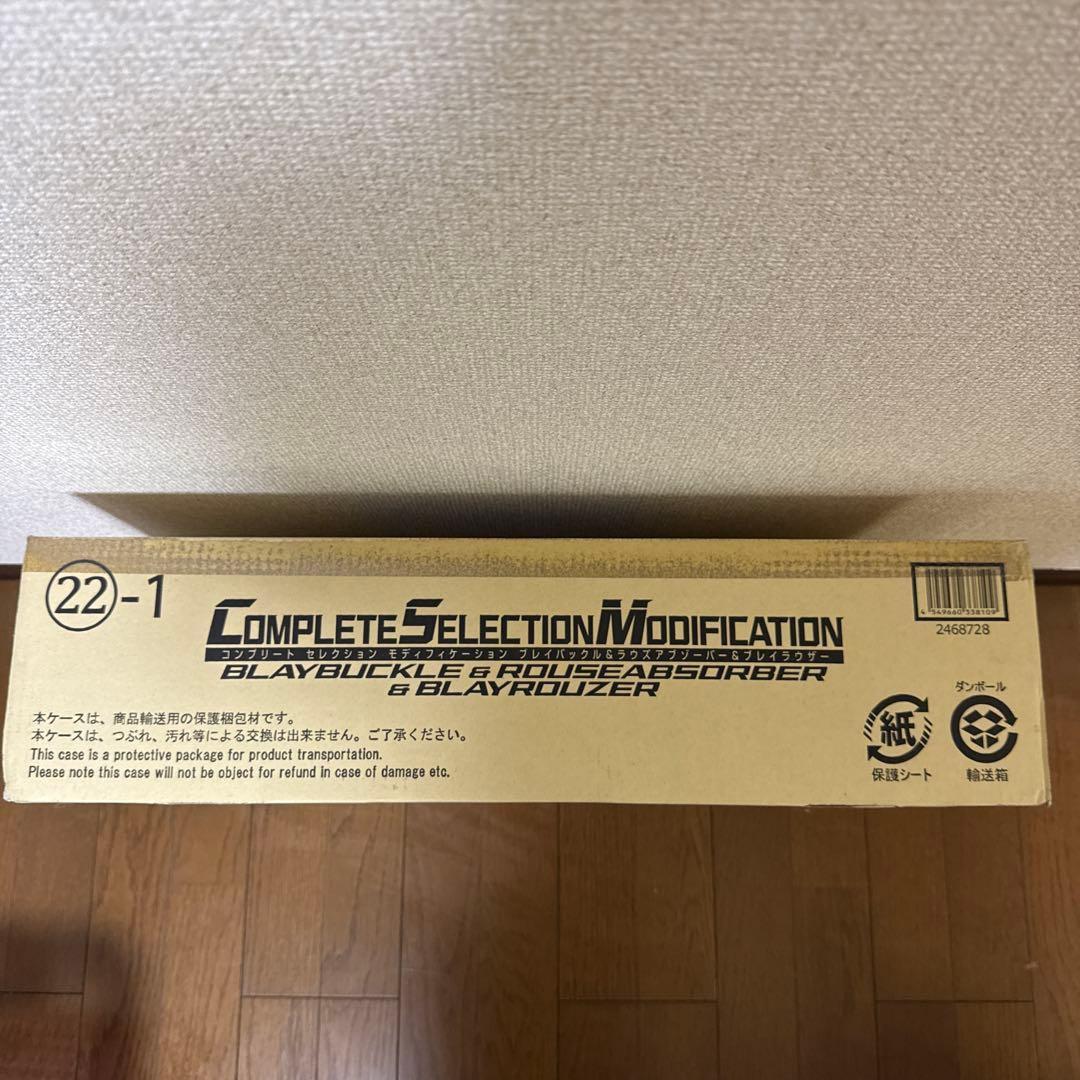 22-1
COMPLETE SELECTION MODIFICATION
コンプリート セレクション モディフィケーション ブレイバックル&ラウズアブゾーバー&ブレイラウザー
BLAYBUCKLE & ROUSEABSORBER
& BLAYROUZER
本ケースは、商品輸送用の保護梱包材です。
本ケースは、つぶれ、汚れ等による交換は出来ません。ご了承ください。
This case is a protective package for product transportation.
Please note this case will not be object for refund in case of damage etc.
4 549660 338109
2468728
紙
保護シート
ダンボール
輸送箱